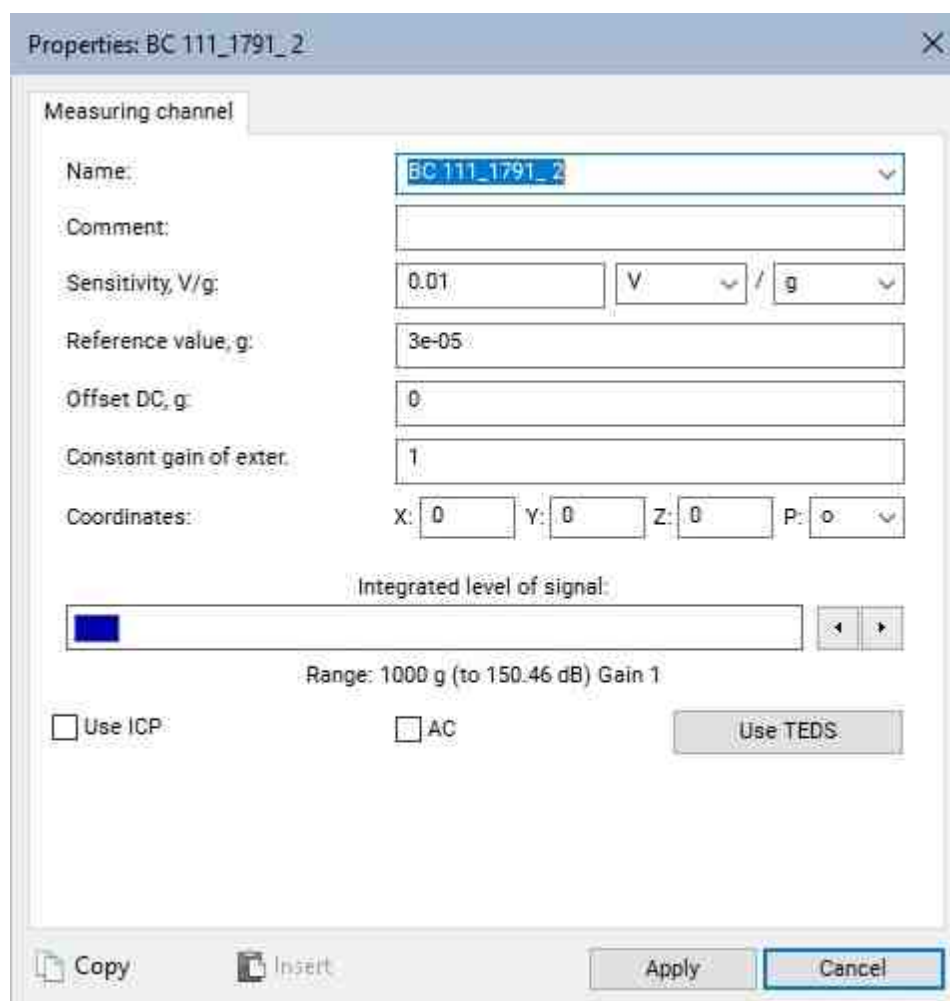 Properties: BC 111_1791_ 2
Measuring channel
Name: BC 111_1791_ 2
Comment:
Sensitivity, V/g: 0.01 V / g
Reference value, g: 3e-05
Offset DC, g: 0
Constant gain of exter. 1
Coordinates: X: 0 Y: 0 Z: 0 P: o
Integrated level of signal:
Range: 1000 g (to 150.46 dB) Gain 1
Use ICP AC Use TEDS
Copy Insert Apply Cancel